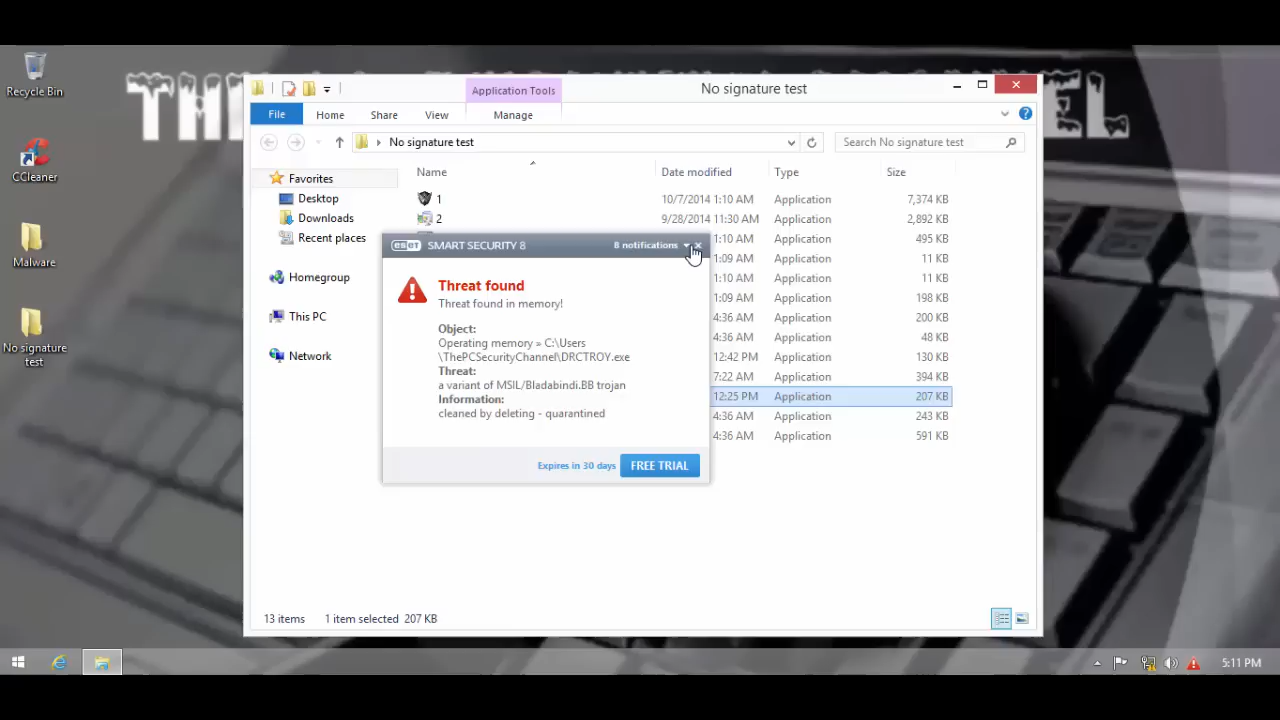 Recycle Bin
CCleaner
Malware
No signature
test
Application Tools
No signature test
File
Home
Share
View
Manage
No signature test
Search No signature test
Favorites
Desktop
Downloads
Recent places
Homegroup
This PC
Network
Name
Date modified
Type
Size
1
10/7/2014 1:10 AM
Application
7,374 KB
2
9/28/2014 11:30 AM
Application
2,892 KB
1:10 AM
Application
495 KB
1:09 AM
Application
11 KB
1:10 AM
Application
11 KB
1:09 AM
Application
198 KB
4:36 AM
Application
200 KB
4:36 AM
Application
48 KB
12:42 PM
Application
130 KB
7:22 AM
Application
394 KB
12:25 PM
Application
207 KB
4:36 AM
Application
243 KB
4:36 AM
Application
591 KB
eset SMART SECURITY 8
8 notifications
Threat found
Threat found in memory!
Object:
Operating memory » C:\Users
\ThePCSecurityChannel\DRCTROY.exe
Threat:
a variant of MSIL/Bladabindi.BB trojan
Information:
cleaned by deleting - quarantined
Expires in 30 days
FREE TRIAL
13 items
1 item selected 207 KB
5:11 PM